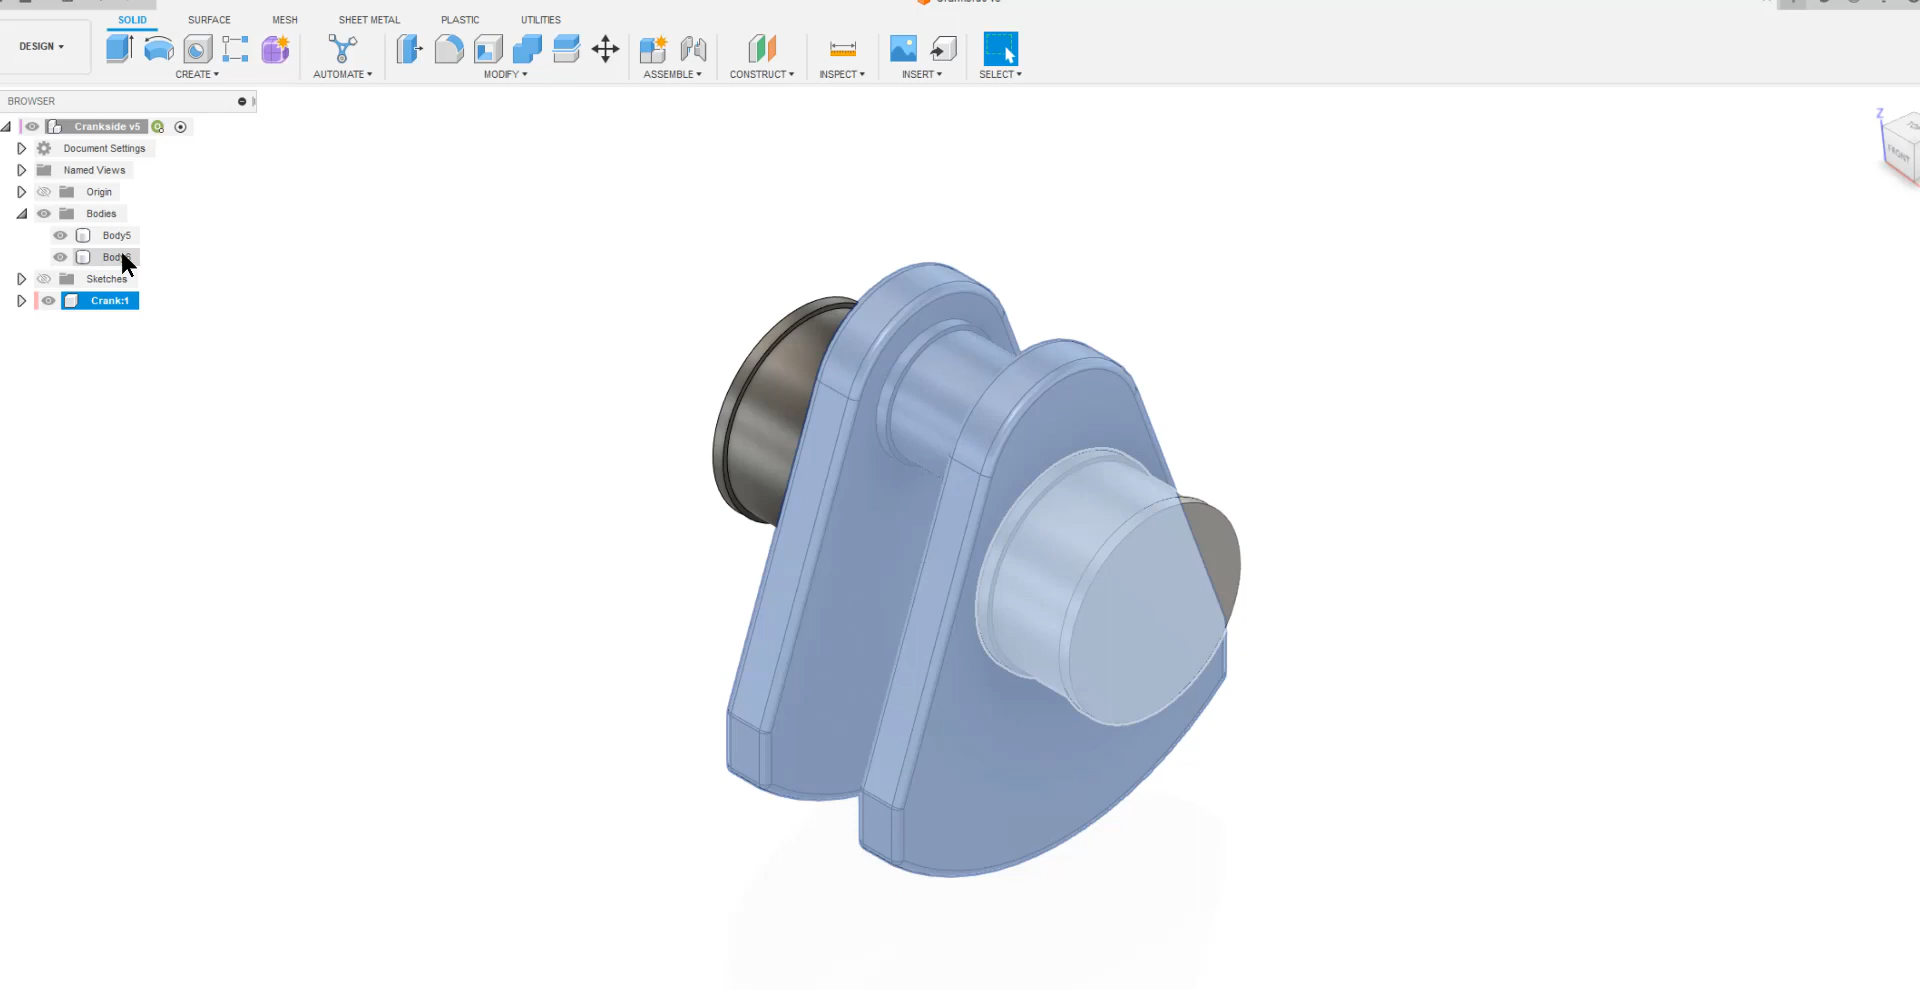 SOLID SURFACE MESH SHEET METAL PLASTIC UTILITIES
DESIGN
CREATE AUTOMATE MODIFY ASSEMBLE CONSTRUCT INSPECT INSERT SELECT
BROWSER
Crankside v5
Document Settings
Named Views
Origin
Bodies
Body5
Sketches
Crank:1
Z
FRONT